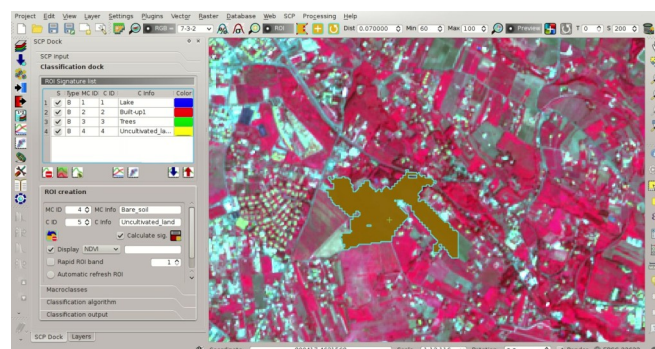 Project Edit View Layer Settings Plugins Vector Raster Database Web SCP Processing Help
RGB = 7-3-2 ROI Dist 0.070000 Min 60 Max 100 Preview T 0 S 200
SCP Dock
SCP input
Classification dock
ROI Signature list
S Type MC ID C ID C Info Color
1 B 1 1 Lake
2 B 2 2 Built-up1
3 B 3 3 Trees
4 B 4 4 Uncultivated_la...
ROI creation
MC ID 4 MC Info Bare_soil
C ID 5 C Info Uncultivated_land
Calculate sig.
Display NDVI
Rapid ROI band 1
Automatic refresh ROI
Macroclasses
Classification algorithm
Classification output
SCP Dock Layers